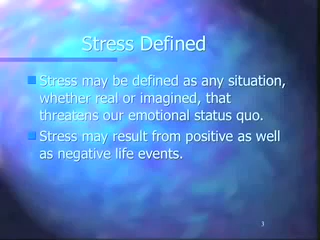 Stress Defined
Stress may be defined as any situation,
whether real or imagined, that
threatens our emotional status quo.
Stress may result from positive as well
as negative life events.
3